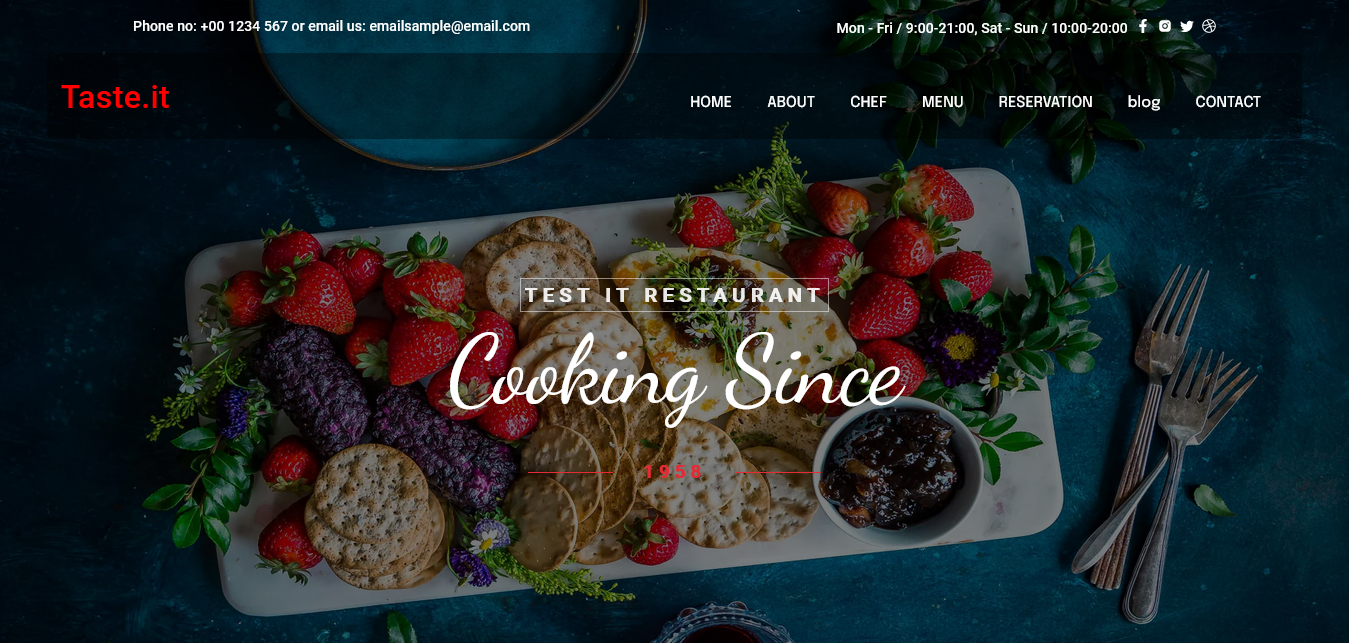 Phone no: +00 1234 567 or email us: emailsample@email.com
Mon - Fri / 9:00-21:00, Sat - Sun / 10:00-20:00
Taste.it
HOME ABOUT CHEF MENU RESERVATION blog CONTACT
TEST IT RESTAURANT
Cooking Since
1958